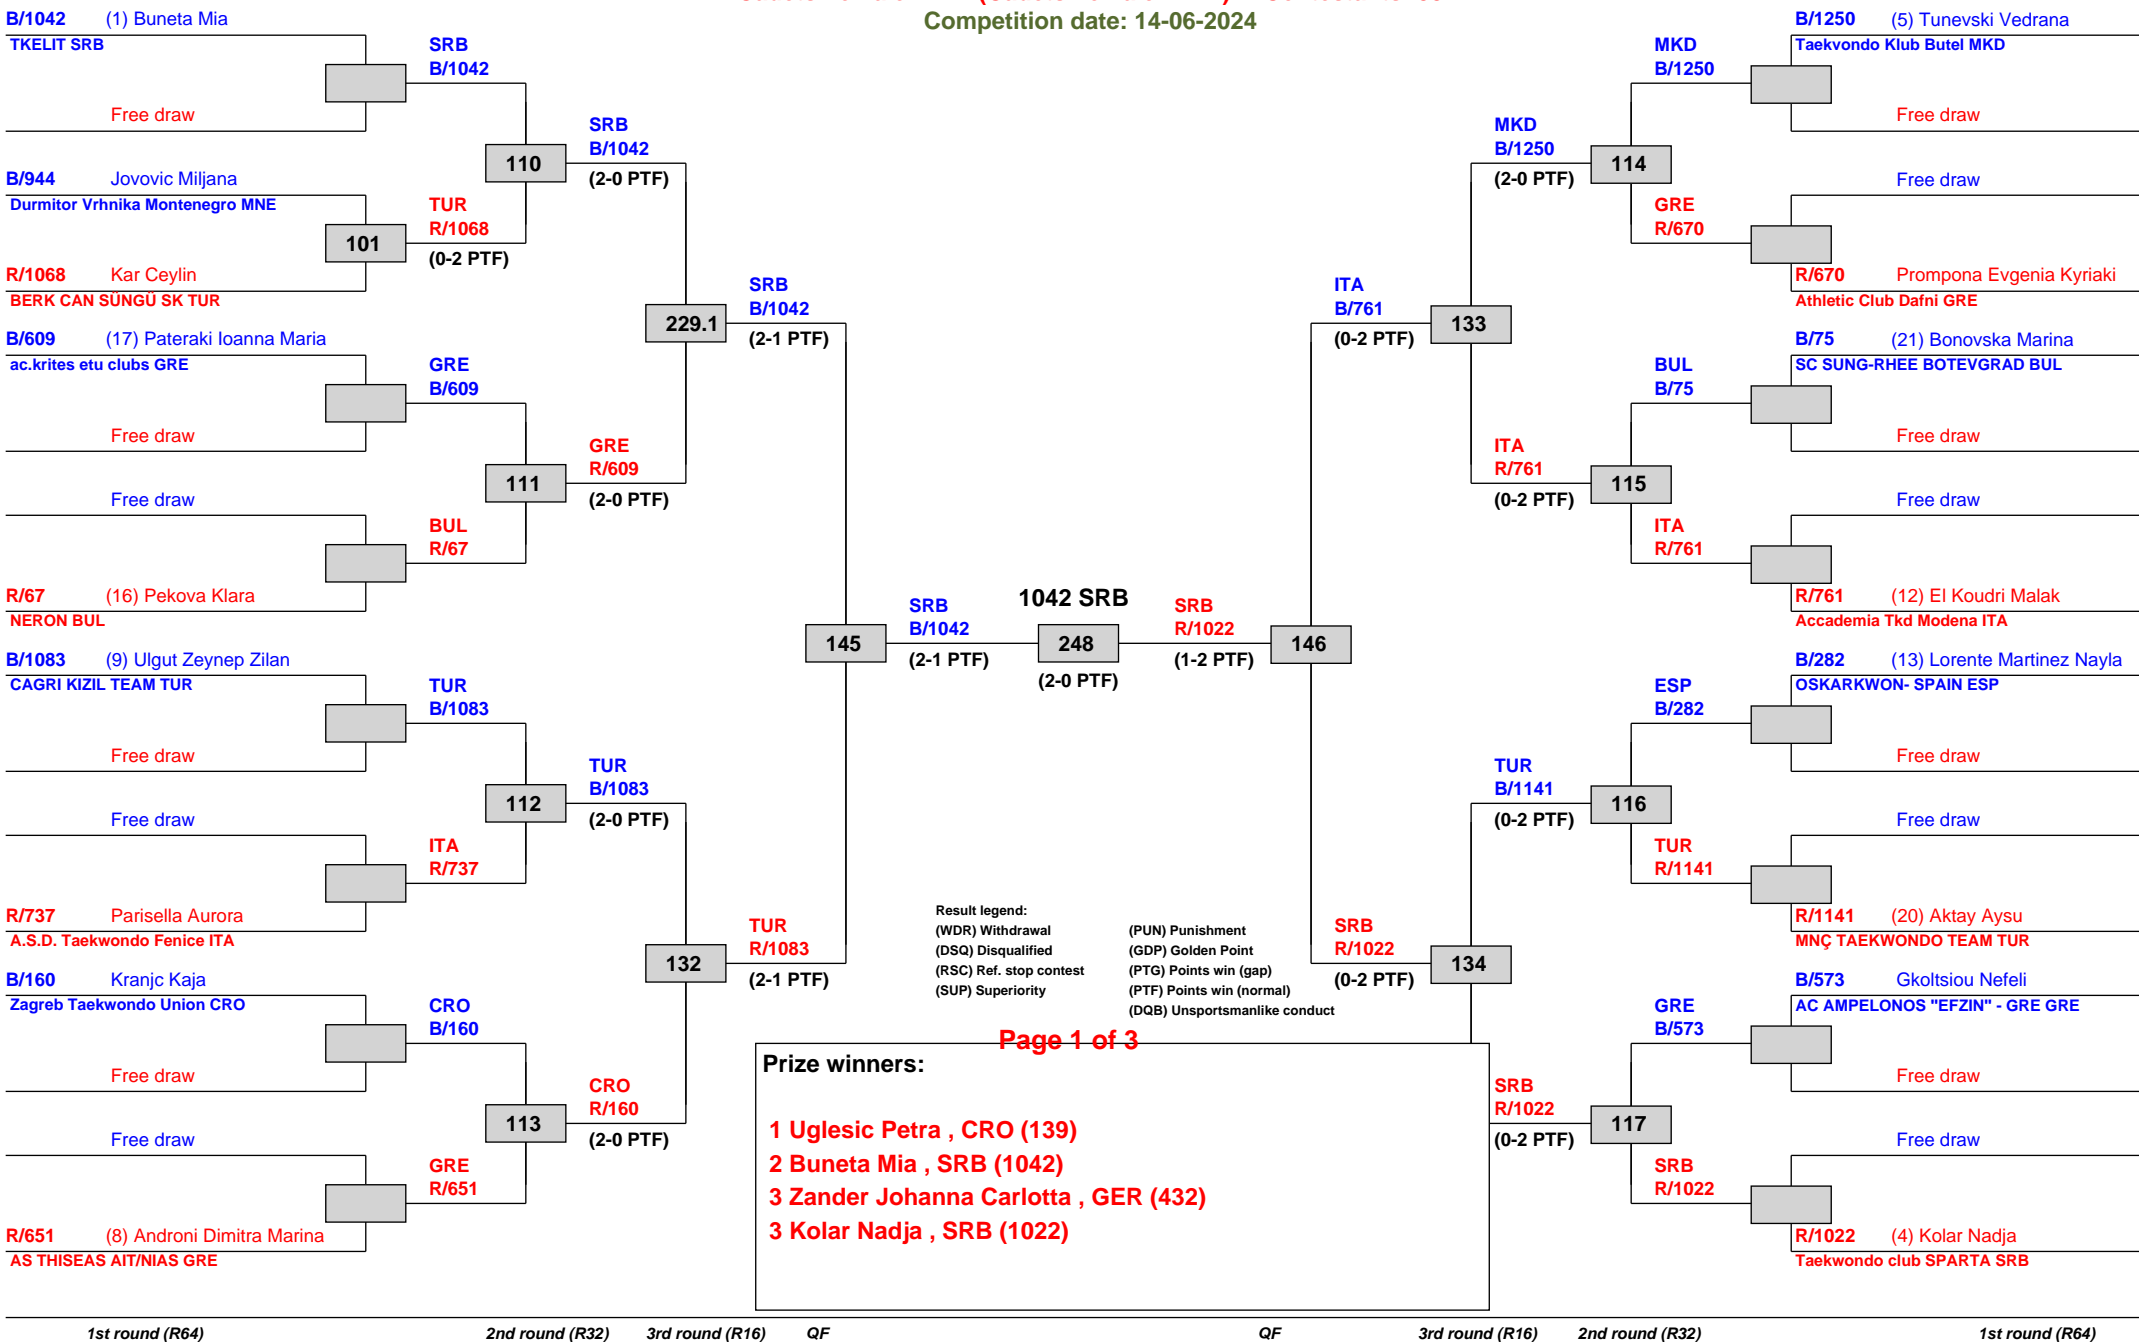 Competition date: 14-06-2024
B/1042 (1) Buneta Mia
TKELIT SRB
Free draw
SRB
B/1042
B/944 Jovovic Miljana
Durmitor Vrhnika Montenegro MNE
101
R/1068 Kar Ceylin
BERK CAN SÜNGÜ SK TUR
TUR
R/1068
(0-2 PTF)
110
SRB
B/1042
(2-0 PTF)
B/609 (17) Pateraki Ioanna Maria
ac.krites etu clubs GRE
Free draw
GRE
B/609
Free draw
R/67 (16) Pekova Klara
NERON BUL
BUL
R/67
111
GRE
R/609
(2-0 PTF)
229.1
SRB
B/1042
(2-1 PTF)
B/1083 (9) Ulgut Zeynep Zilan
CAGRI KIZIL TEAM TUR
Free draw
TUR
B/1083
Free draw
R/737 Parisella Aurora
A.S.D. Taekwondo Fenice ITA
ITA
R/737
112
TUR
B/1083
(2-0 PTF)
B/160 Kranjc Kaja
Zagreb Taekwondo Union CRO
Free draw
CRO
B/160
Free draw
R/651 (8) Androni Dimitra Marina
AS THISEAS AIT/NIAS GRE
GRE
R/651
113
CRO
R/160
(2-0 PTF)
132
TUR
R/1083
(2-1 PTF)
145
SRB
B/1042
(2-1 PTF)
1042 SRB
248
(2-0 PTF)
SRB
R/1022
(1-2 PTF)
146
B/1250 (5) Tunevski Vedrana
Taekvondo Klub Butel MKD
Free draw
MKD
B/1250
Free draw
R/670 Prompona Evgenia Kyriaki
Athletic Club Dafni GRE
GRE
R/670
114
MKD
B/1250
(2-0 PTF)
B/75 (21) Bonovska Marina
SC SUNG-RHEE BOTEVGRAD BUL
Free draw
BUL
B/75
Free draw
R/761 (12) El Koudri Malak
Accademia Tkd Modena ITA
ITA
R/761
115
ITA
R/761
(0-2 PTF)
133
ITA
B/761
(0-2 PTF)
B/282 (13) Lorente Martinez Nayla
OSKARKWON- SPAIN ESP
Free draw
ESP
B/282
Free draw
R/1141 (20) Aktay Aysu
MNÇ TAEKWONDO TEAM TUR
TUR
R/1141
116
TUR
B/1141
(0-2 PTF)
B/573 Gkoltsiou Nefeli
AC AMPELONOS "EFZIN" - GRE GRE
Free draw
GRE
B/573
Free draw
R/1022 (4) Kolar Nadja
Taekwondo club SPARTA SRB
SRB
R/1022
117
SRB
R/1022
(0-2 PTF)
134
SRB
R/1022
(0-2 PTF)
Result legend:
(WDR) Withdrawal
(DSQ) Disqualified
(RSC) Ref. stop contest
(SUP) Superiority
(PUN) Punishment
(GDP) Golden Point
(PTG) Points win (gap)
(PTF) Points win (normal)
(DQB) Unsportsmanlike conduct
Page 1 of 3
Prize winners:
1 Uglesic Petra , CRO (139)
2 Buneta Mia , SRB (1042)
3 Zander Johanna Carlotta , GER (432)
3 Kolar Nadja , SRB (1022)
1st round (R64) 2nd round (R32) 3rd round (R16) QF QF 3rd round (R16) 2nd round (R32) 1st round (R64)